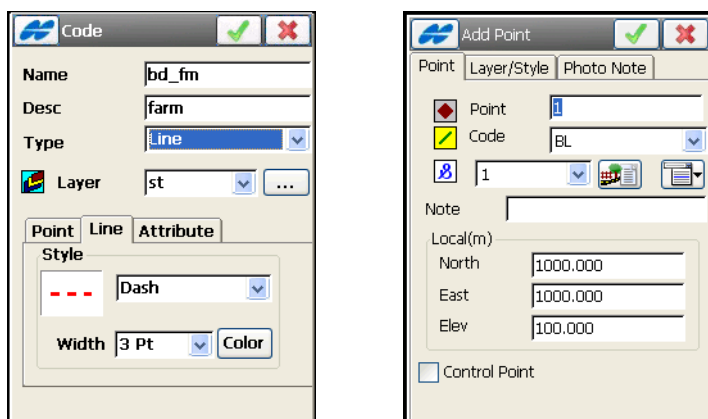 Code
Name bd_fm
Desc farm
Type Line
Layer st ...
Point Line Attribute
Style
Dash
Width 3 Pt Color
Add Point
Point Layer/Style Photo Note
Point 1
Code BL
1
Note
Local(m)
North 1000.000
East 1000.000
Elev 100.000
Control Point